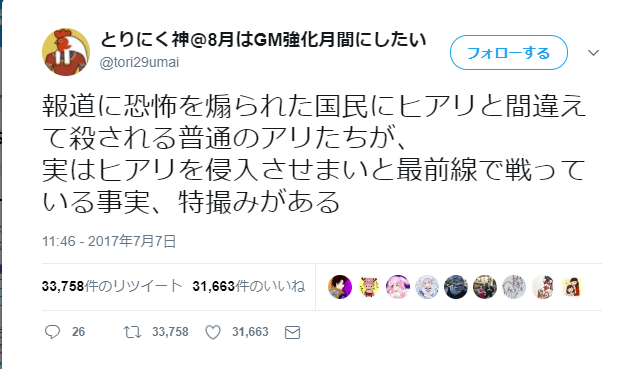 とりにく神@8月はGM強化月間にしたい
フォローする
@tori29umai
報道に恐怖を煽られた国民にヒアリと間違え
て殺される普通のアリたちが、
実はヒアリを侵入させまいと最前線で戦って
いる事実、特撮みがある
11:46 - 2017年7月7日
33,758件のリツイート 31,663件のいいね
26 33,758 31,663